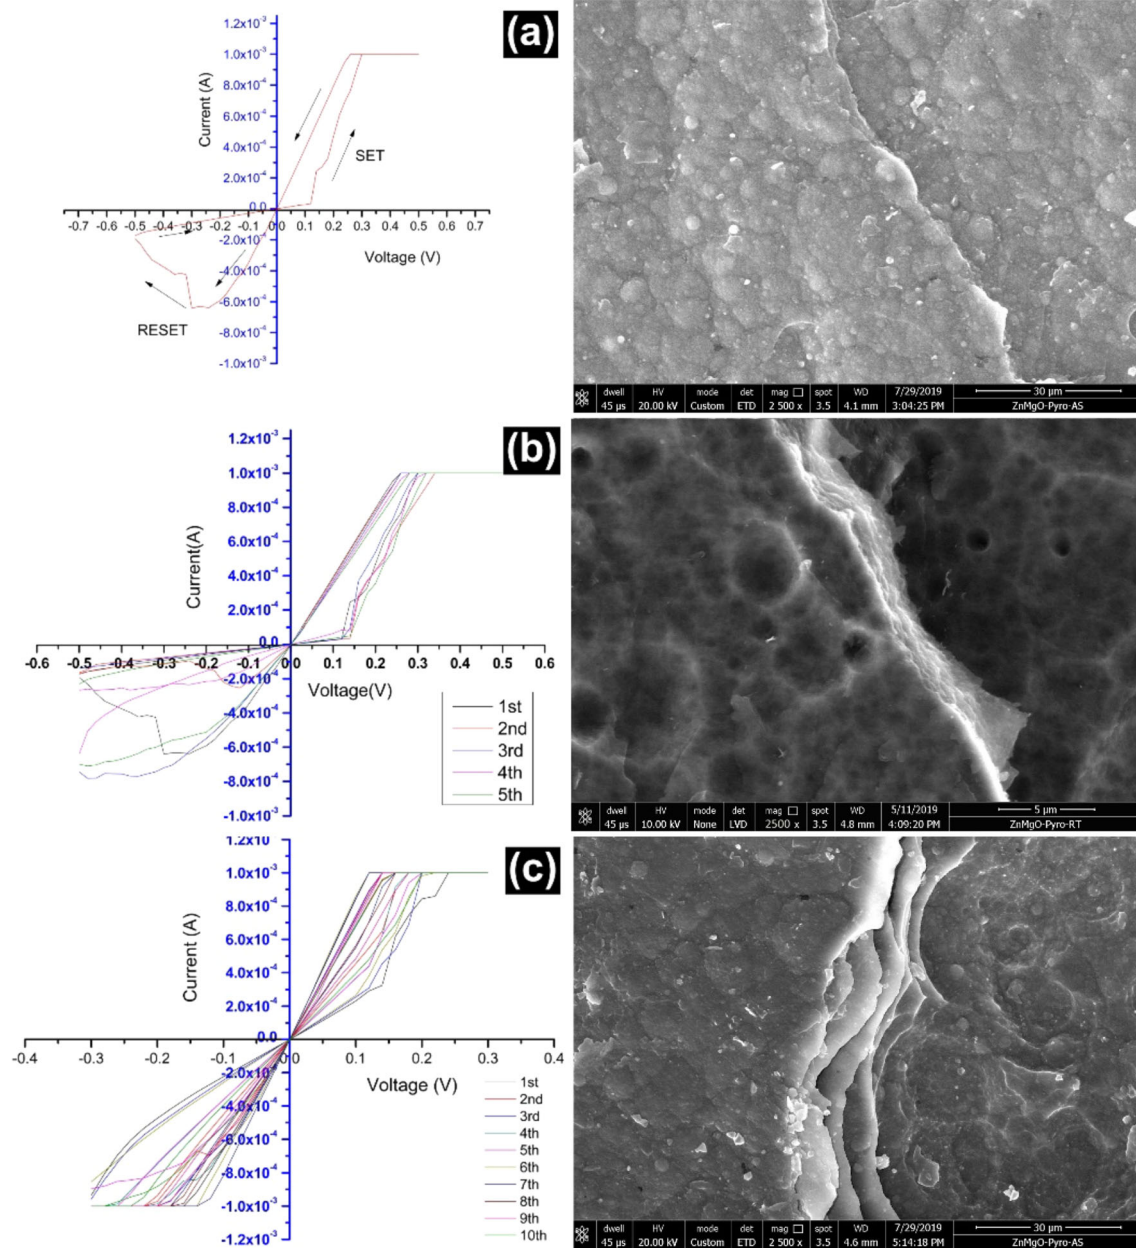 (a)
1.2x10⁻³
1.0x10⁻³
8.0x10⁻⁴
6.0x10⁻⁴
4.0x10⁻⁴
2.0x10⁻⁴
0.0
-2.0x10⁻⁴
-4.0x10⁻⁴
-6.0x10⁻⁴
-8.0x10⁻⁴
-1.0x10⁻³
Current (A)
SET
-0.7 -0.6 -0.5 -0.4 -0.3 -0.2 -0.1 0.0 0.1 0.2 0.3 0.4 0.5 0.6 0.7
Voltage (V)
RESET
dwell HV mode det mag spot WD 7/29/2019 30 µm
45 µs 20.00 kV Custom ETD 2 500 x 3.5 4.1 mm 3:04:25 PM ZnMgO-Pyro-AS
(b)
1.2x10⁻³
1.0x10⁻³
8.0x10⁻⁴
6.0x10⁻⁴
4.0x10⁻⁴
2.0x10⁻⁴
0.0
-4.0x10⁻⁴
-6.0x10⁻⁴
-8.0x10⁻⁴
-1.0x10⁻³
Current(A)
-0.6 -0.5 -0.4 -0.3 -0.2 -0.1 0.0 0.1 0.2 0.3 0.4 0.5 0.6
Voltage(V)
1st
2nd
3rd
4th
5th
dwell HV mode det mag spot WD 5/11/2019 5 µm
45 µs 10.00 kV None LVD 2500 x 3.5 4.8 mm 4:09:20 PM ZnMgO-Pyro-RT
(c)
1.0x10⁻³
8.0x10⁻⁴
6.0x10⁻⁴
4.0x10⁻⁴
2.0x10⁻⁴
0.0
-2.0x10⁻⁴
-4.0x10⁻⁴
-6.0x10⁻⁴
-8.0x10⁻⁴
-1.0x10⁻³
-1.2x10⁻³
Current (A)
-0.4 -0.3 -0.2 -0.1 0.0 0.1 0.2 0.3 0.4
Voltage (V)
1st
2nd
3rd
4th
5th
6th
7th
8th
9th
10th
dwell HV mode det mag spot WD 7/29/2019 30 µm
45 µs 20.00 kV Custom ETD 2 500 x 3.5 4.6 mm 5:14:18 PM ZnMgO-Pyro-AS